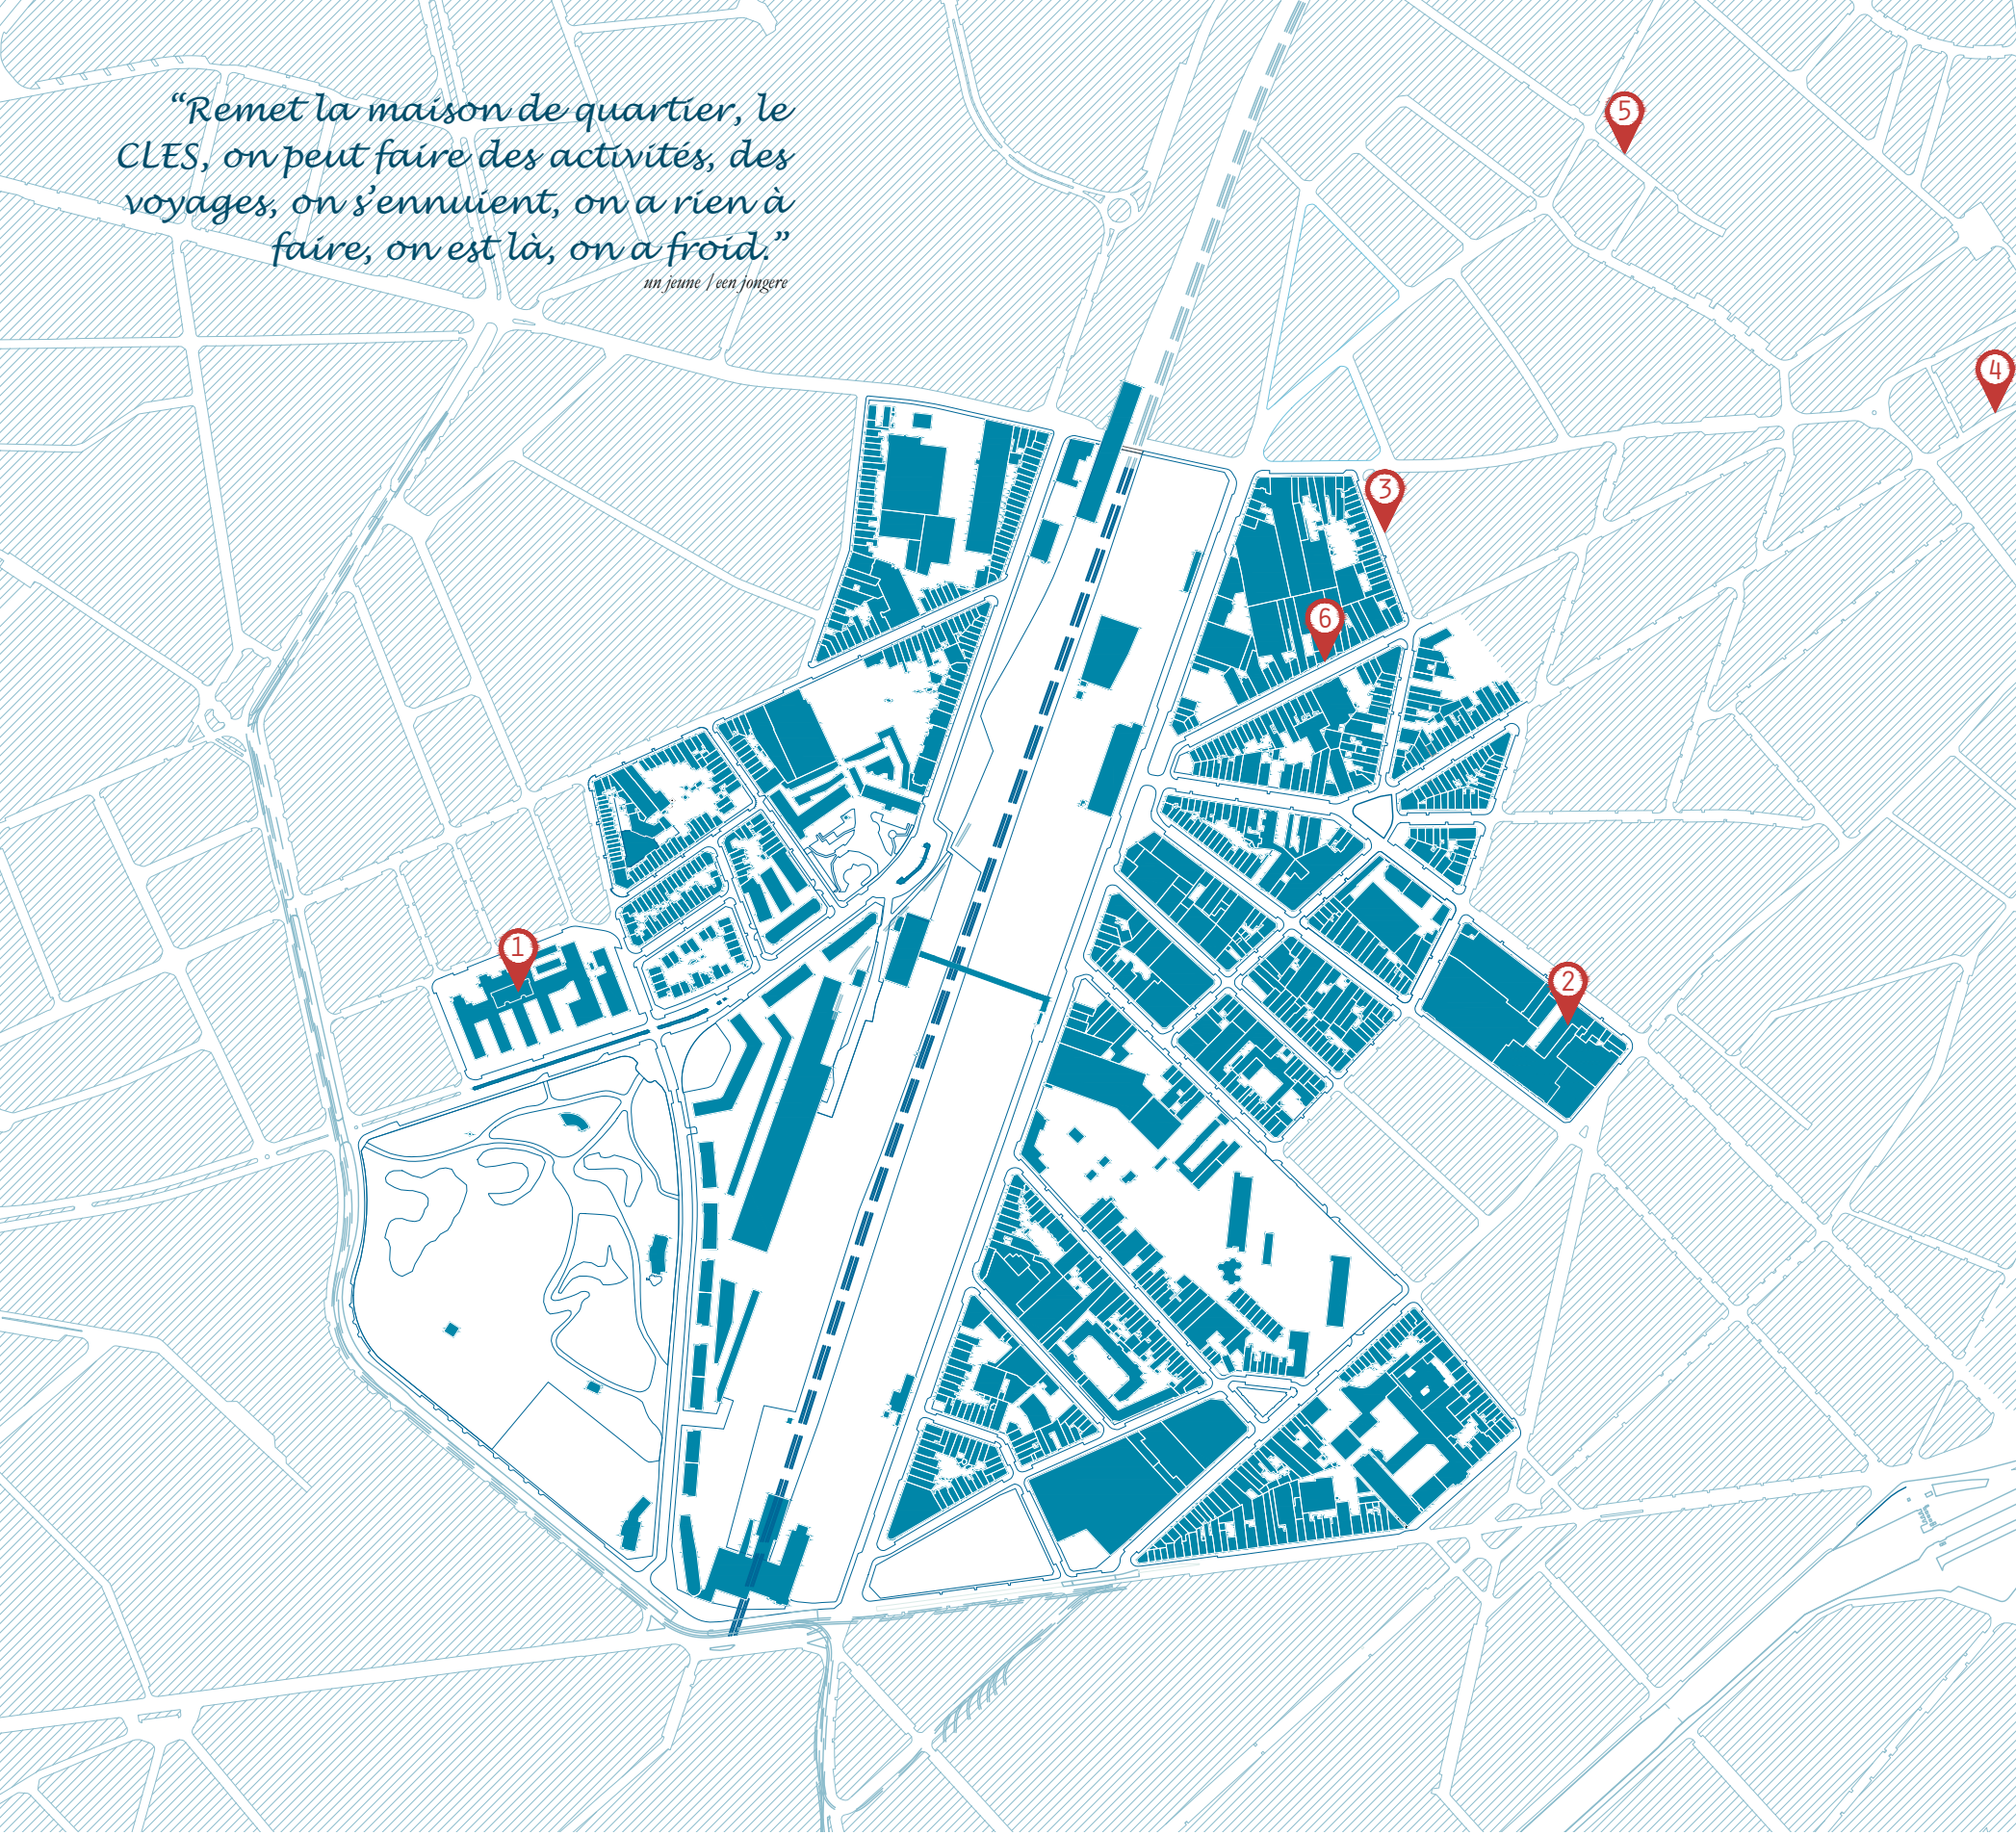 “Remet la maison de quartier, le
CLES, on peut faire des activités, des
voyages, on s’ennuient, on a rien à
faire, on est là, on a froid.”
un jeune / een jongere
5
4
3
6
1
2